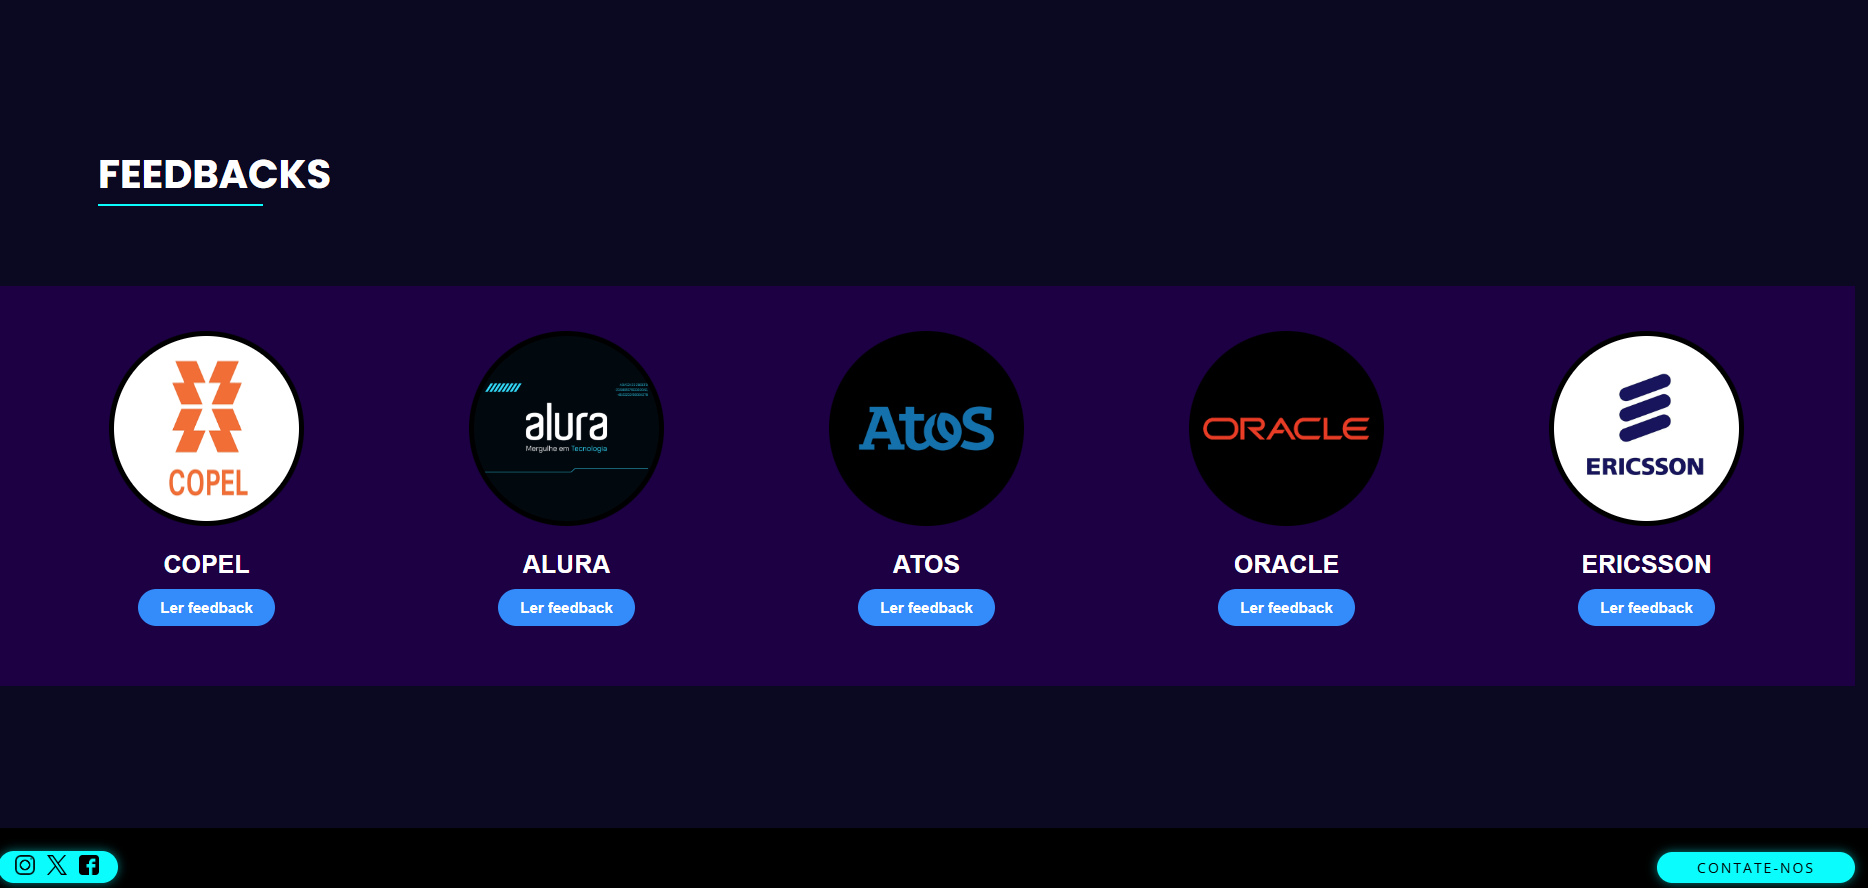 FEEDBACKS
COPEL
alura
Mergulhe em Tecnologia
Atos
ORACLE
ERICSSON
COPEL
ALURA
ATOS
ORACLE
ERICSSON
Ler feedback
Ler feedback
Ler feedback
Ler feedback
Ler feedback
CONTATE-NOS